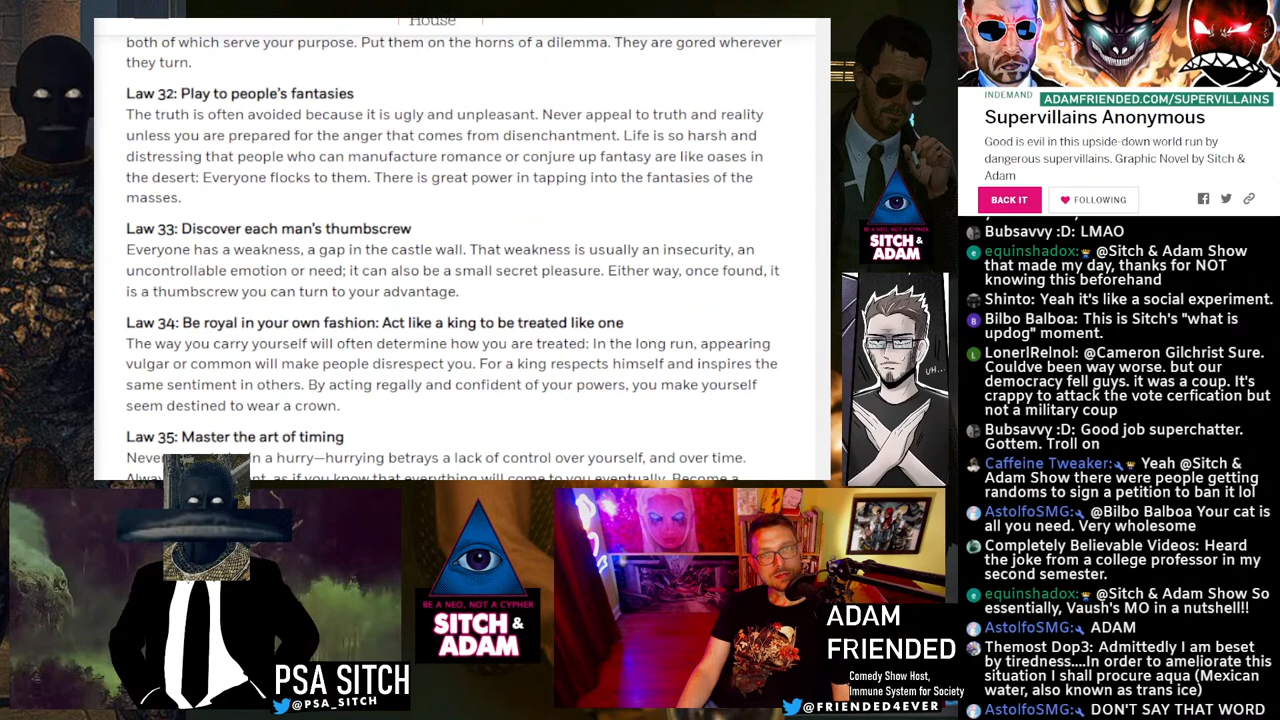 House
both of which serve your purpose. Put them on the horns of a dilemma. They are gored wherever
they turn.
Law 32: Play to people's fantasies
The truth is often avoided because it is ugly and unpleasant. Never appeal to truth and reality
unless you are prepared for the anger that comes from disenchantment. Life is so harsh and
distressing that people who can manufacture romance or conjure up fantasy are like oases in
the desert: Everyone flocks to them. There is great power in tapping into the fantasies of the
masses.
Law 33: Discover each man's thumbscrew
Everyone has a weakness, a gap in the castle wall. That weakness is usually an insecurity, an
uncontrollable emotion or need; it can also be a small secret pleasure. Either way, once found, it
is a thumbscrew you can turn to your advantage.
Law 34: Be royal in your own fashion: Act like a king to be treated like one
The way you carry yourself will often determine how you are treated: In the long run, appearing
vulgar or common will make people disrespect you. For a king respects himself and inspires the
same sentiment in others. By acting regally and confident of your powers, you make yourself
seem destined to wear a crown.
Law 35: Master the art of timing
in a hurry—hurrying betrays a lack of control over yourself, and over time.
as if you know that everything will come to you eventually. Become a
BE A NEO, NOT A CYPHER
SITCH &
ADAM
UH...
INDEMAND
ADAMFRIENDED.COM/SUPERVILLAINS
Supervillains Anonymous
Good is evil in this upside-down world run by
dangerous supervillains. Graphic Novel by Sitch &
Adam
BACK IT
FOLLOWING
Bubsavvy :D: LMAO
equinshadox: @Sitch & Adam Show
that made my day, thanks for NOT
knowing this beforehand
Shinto: Yeah it's like a social experiment.
Bilbo Balboa: This is Sitch's "what is
updog" moment.
LonerIReInol: @Cameron Gilchrist Sure.
Couldve been way worse. but our
democracy fell guys. it was a coup. It's
crappy to attack the vote cerfication but
not a military coup
Bubsavvy :D: Good job superchatter.
Gottem. Troll on
Caffeine Tweaker: Yeah @Sitch &
Adam Show there were people getting
randoms to sign a petition to ban it lol
AstolfoSMG: @Bilbo Balboa Your cat is
all you need. Very wholesome
Completely Believable Videos: Heard
the joke from a college professor in my
second semester.
equinshadox: @Sitch & Adam Show So
essentially, Vaush's MO in a nutshell!!
AstolfoSMG: ADAM
Themost Dop3: Admittedly I am beset
by tiredness....In order to ameliorate this
situation I shall procure aqua (Mexican
water, also known as trans ice)
AstolfoSMG: DON'T SAY THAT WORD
PSA SITCH
@PSA_SITCH
BE A NEO, NOT A CYPHER
SITCH &
ADAM
ADAM
FRIENDED
Comedy Show Host,
Immune System for Society
@FRIENDED4EVER